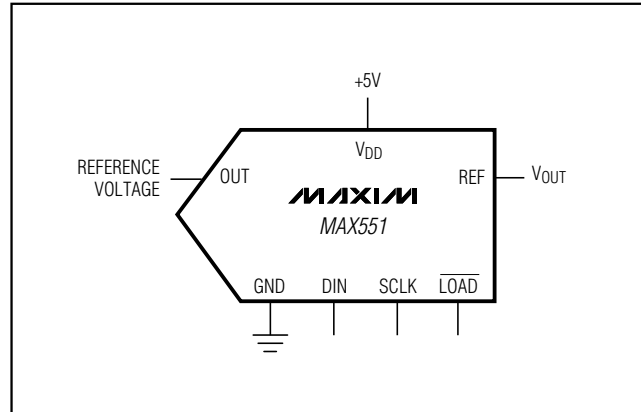 +5V
VDD
REFERENCE
VOLTAGE
OUT
REF
VOUT
MAXIM
MAX551
GND
DIN
SCLK
LOAD